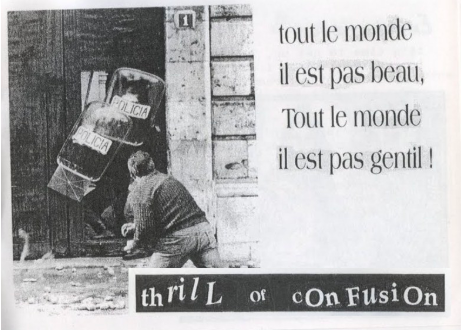 1
POLICIA
POLICIA
tout le monde
il est pas beau,
Tout le monde
il est pas gentil !
thrilL of cOnFUsiOn